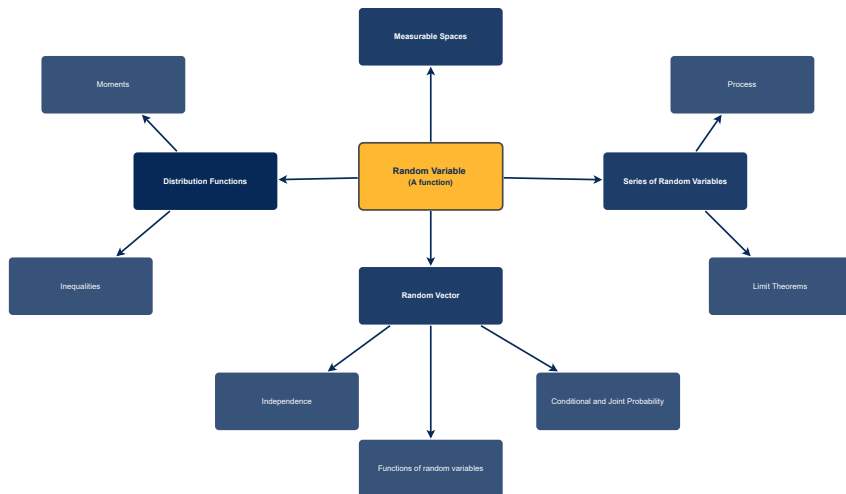 Measurable Spaces
Moments
Process
Random Variable
(A function)
Distribution Functions
Series of Random Variables
Inequalities
Random Vector
Limit Theorems
Independence
Conditional and Joint Probability
Functions of random variables